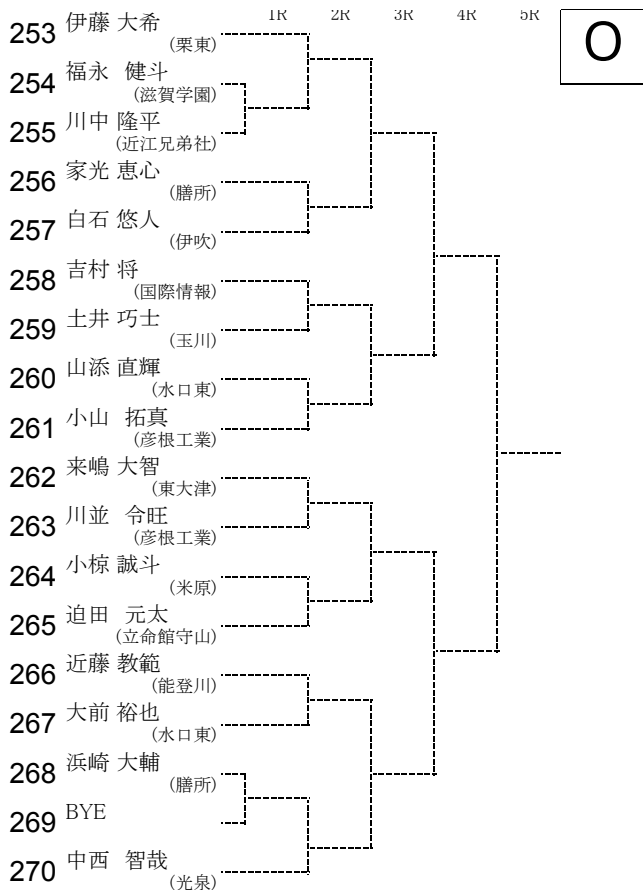 1R 2R 3R 4R 5R
O
253 伊藤 大希
(栗東)
254 福永 健斗
(滋賀学園)
255 川中 隆平
(近江兄弟社)
256 家光 恵心
(膳所)
257 白石 悠人
(伊吹)
258 吉村 将
(国際情報)
259 土井 巧士
(玉川)
260 山添 直輝
(水口東)
261 小山 拓真
(彦根工業)
262 来嶋 大智
(東大津)
263 川並 令旺
(彦根工業)
264 小椋 誠斗
(米原)
265 迫田 元太
(立命館守山)
266 近藤 教範
(能登川)
267 大前 裕也
(水口東)
268 浜崎 大輔
(膳所)
269 BYE
270 中西 智哉
(光泉)